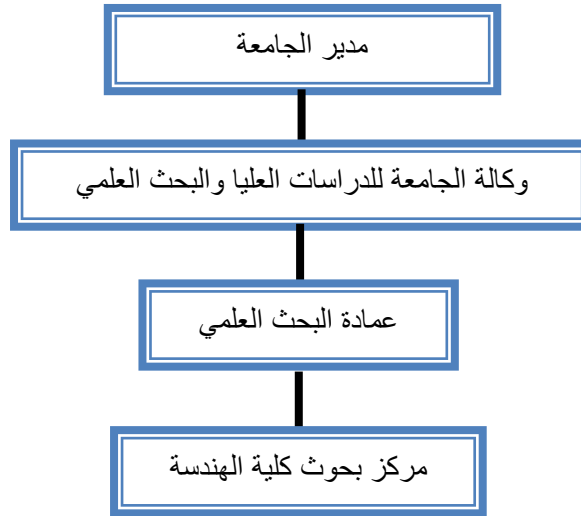 مدير الجامعة
وكالة الجامعة للدراسات العليا والبحث العلمي
عمادة البحث العلمي
مركز بحوث كلية الهندسة